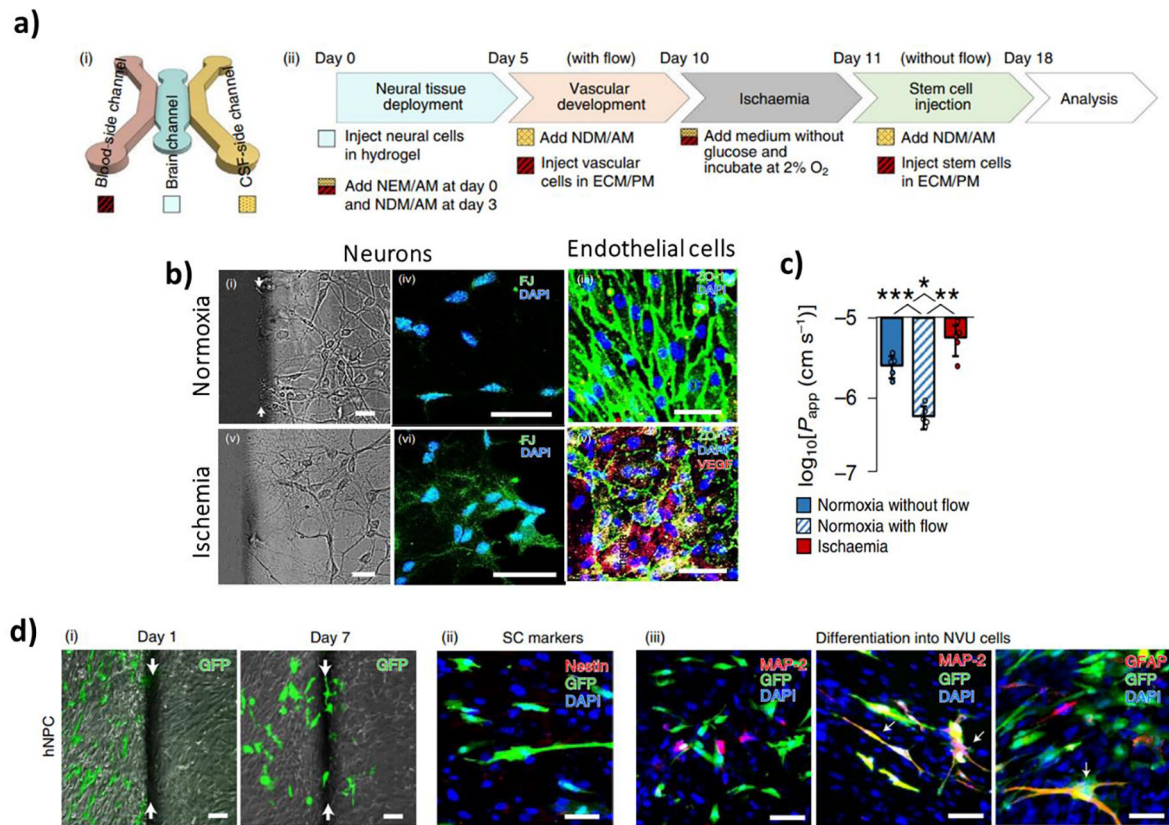 a)
(i)
Blood-side channel
Brain channel
CSF-side channel
(ii)
Day 0
Day 5
(with flow)
Day 10
Day 11
(without flow)
Day 18
Neural tissue
deployment
Vascular
development
Ischaemia
Stem cell
injection
Analysis
Inject neural cells
in hydrogel
Add NEM/AM at day 0
and NDM/AM at day 3
Add NDM/AM
Inject vascular
cells in ECM/PM
Add medium without
glucose and
incubate at 2% O₂
Add NDM/AM
Inject stem cells
in ECM/PM
b)
Neurons
Endothelial cells
Normoxia
(i)
(iv)
FJ
DAPI
(iii)
ZO-1
DAPI
Ischemia
(v)
(vi)
FJ
DAPI
(v)
ZO-1
DAPI
VEGF
c)
*
*** **
log₁₀[Papp (cm s⁻¹)]
−5
−6
−7
Normoxia without flow
Normoxia with flow
Ischaemia
d)
hNPC
(i)
Day 1
Day 7
GFP
GFP
(ii)
SC markers
Nestin
GFP
DAPI
(iii)
Differentiation into NVU cells
MAP-2
GFP
DAPI
MAP-2
GFP
DAPI
GFAP
GFP
DAPI